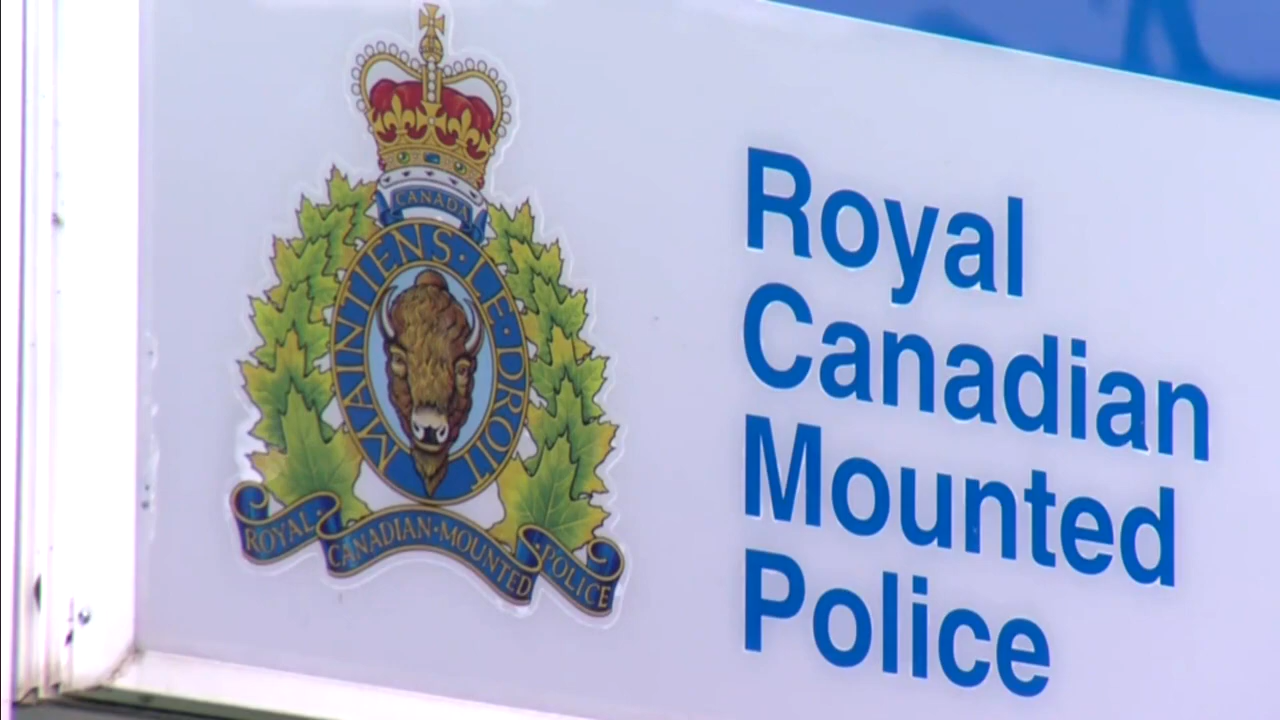 CANADA
MAINTIENS·LE·DROIT
ROYAL·CANADIAN·MOUNTED·POLICE
Royal
Canadian
Mounted
Police